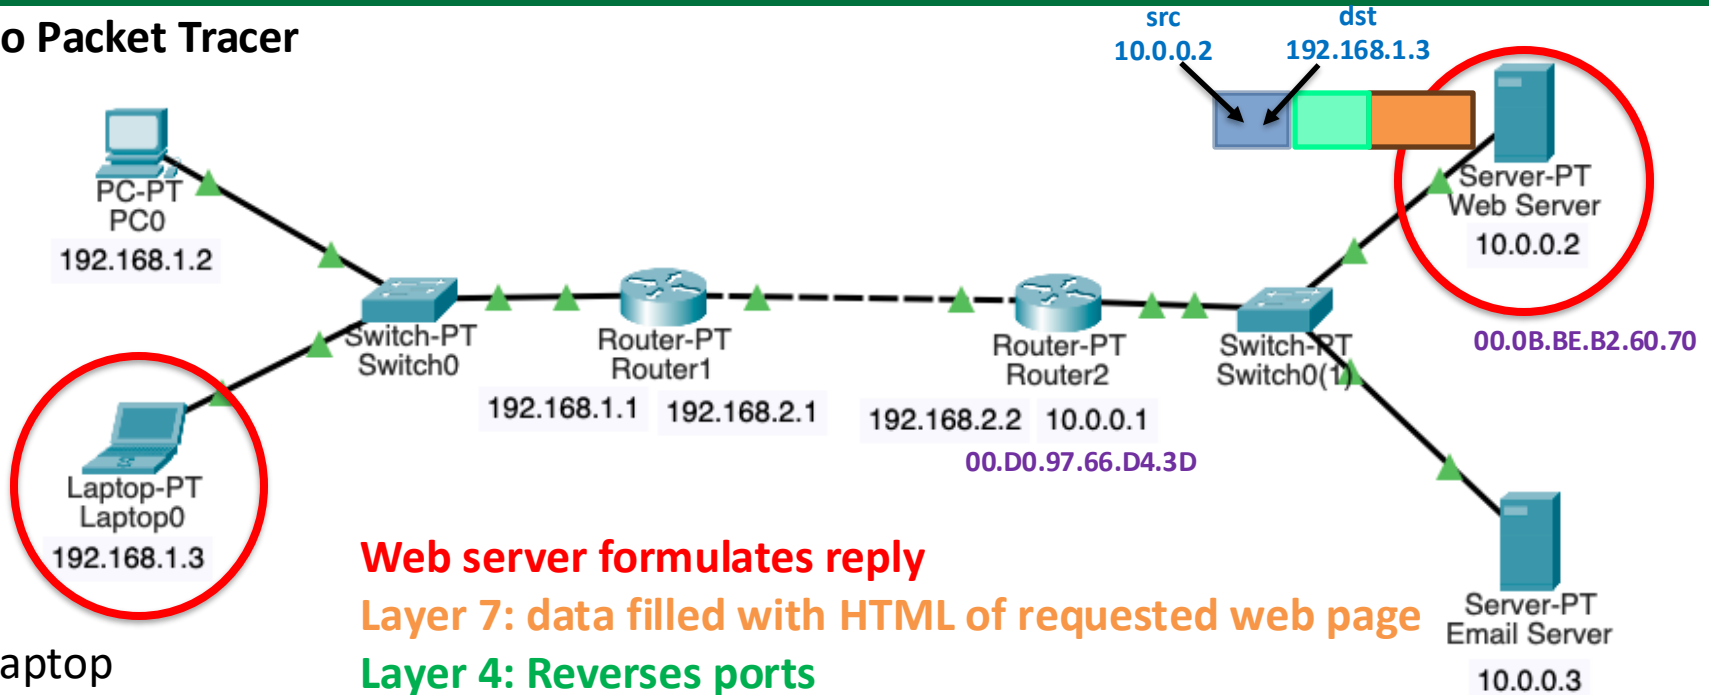 o Packet Tracer
src
10.0.0.2
dst
192.168.1.3
PC-PT
PC0
192.168.1.2
Server-PT
Web Server
10.0.0.2
00.0B.BE.B2.60.70
Switch-PT
Switch0
Router-PT
Router1
192.168.1.1
192.168.2.1
Router-PT
Router2
192.168.2.2
10.0.0.1
00.D0.97.66.D4.3D
Switch-PT
Switch0(1)
Laptop-PT
Laptop0
192.168.1.3
Web server formulates reply
Layer 7: data filled with HTML of requested web page
Layer 4: Reverses ports
aptop
Server-PT
Email Server
10.0.0.3